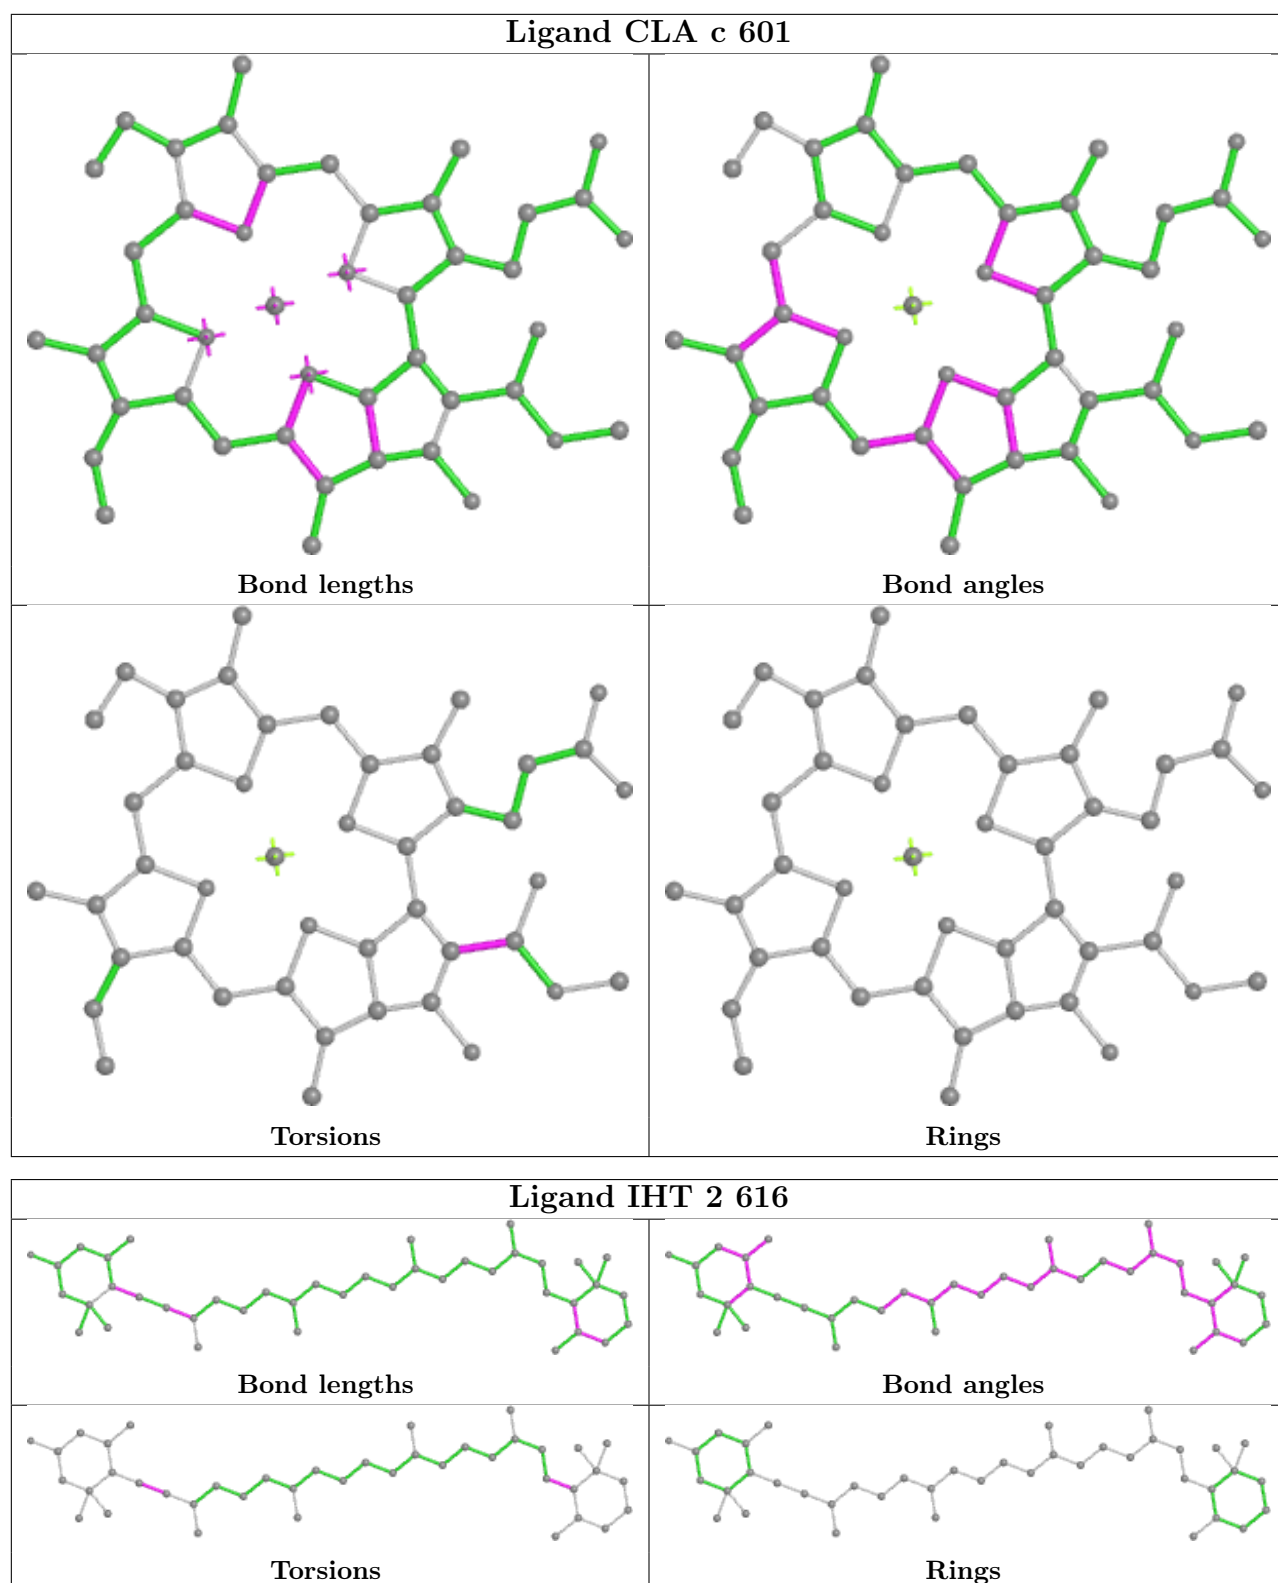 Ligand CLA c 601
Bond lengths
Bond angles
Torsions
Rings
Ligand IHT 2 616
Bond lengths
Bond angles
Torsions
Rings